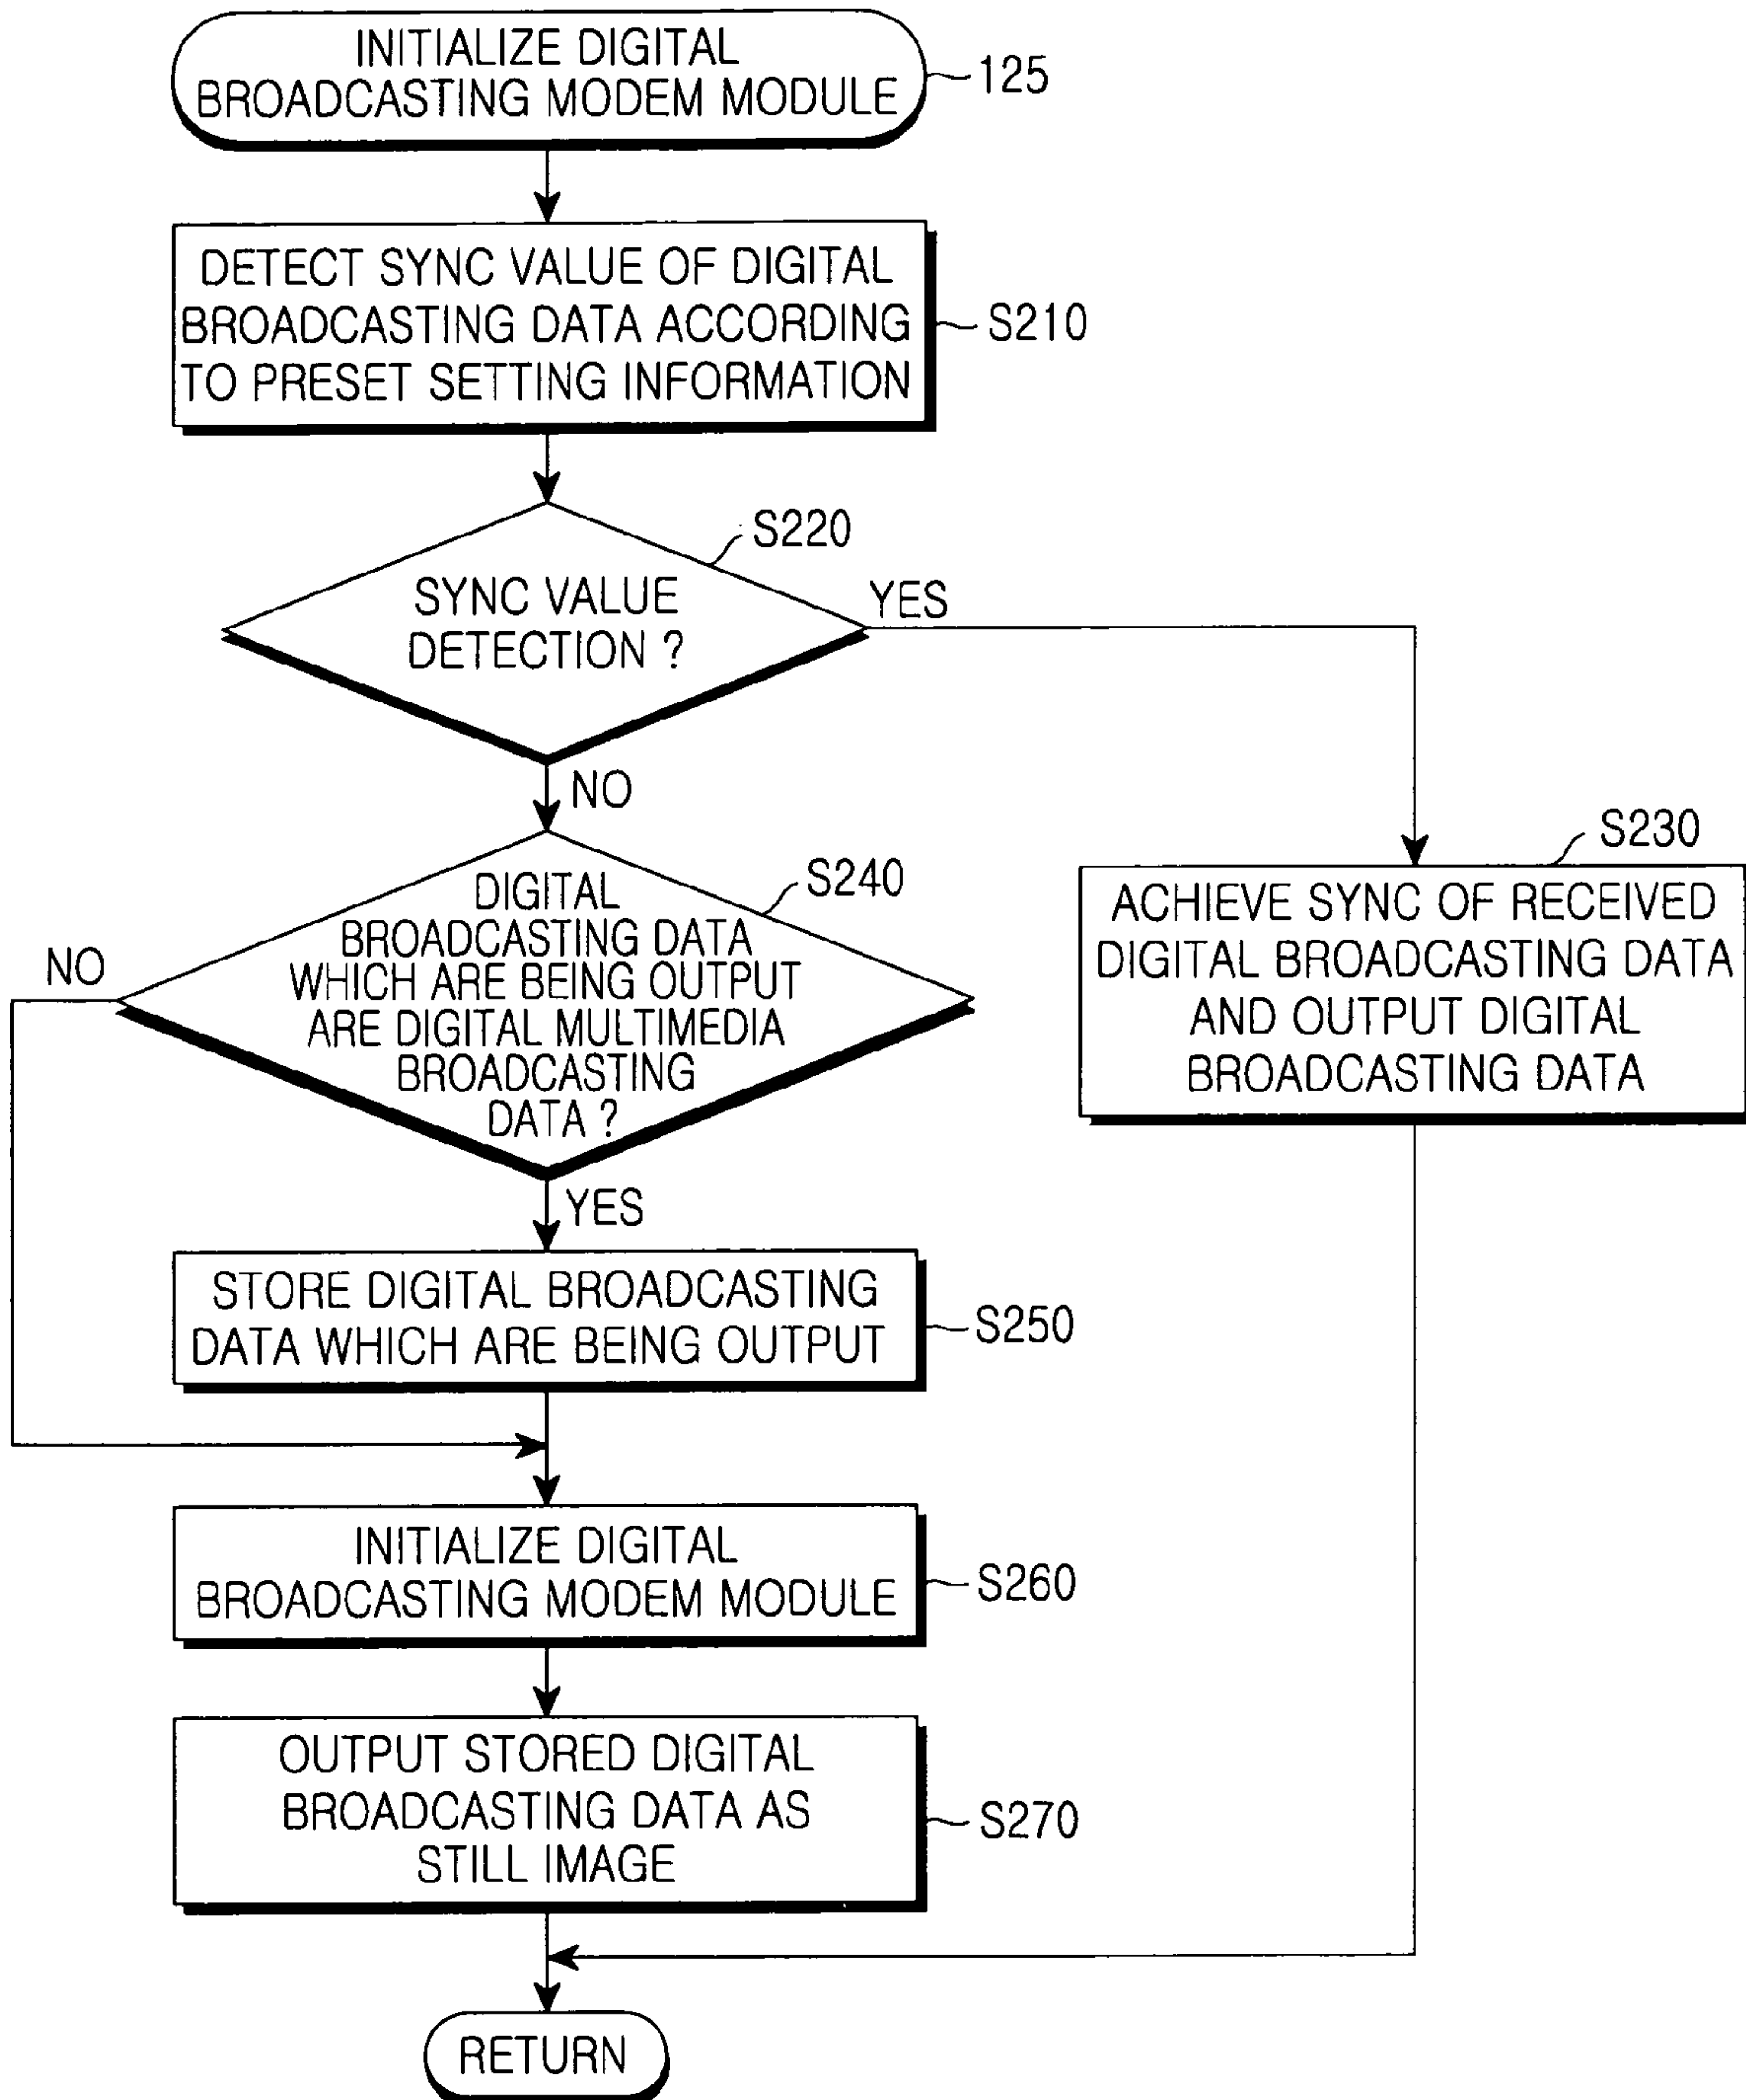 INITIALIZE DIGITAL
BROADCASTING MODEM MODULE
125
DETECT SYNC VALUE OF DIGITAL
BROADCASTING DATA ACCORDING
TO PRESET SETTING INFORMATION
S210
S220
SYNC VALUE
DETECTION ?
YES
NO
S230
ACHIEVE SYNC OF RECEIVED
DIGITAL BROADCASTING DATA
AND OUTPUT DIGITAL
BROADCASTING DATA
S240
DIGITAL
BROADCASTING DATA
WHICH ARE BEING OUTPUT
ARE DIGITAL MULTIMEDIA
BROADCASTING
DATA ?
NO
YES
STORE DIGITAL BROADCASTING
DATA WHICH ARE BEING OUTPUT
S250
INITIALIZE DIGITAL
BROADCASTING MODEM MODULE
S260
OUTPUT STORED DIGITAL
BROADCASTING DATA AS
STILL IMAGE
S270
RETURN